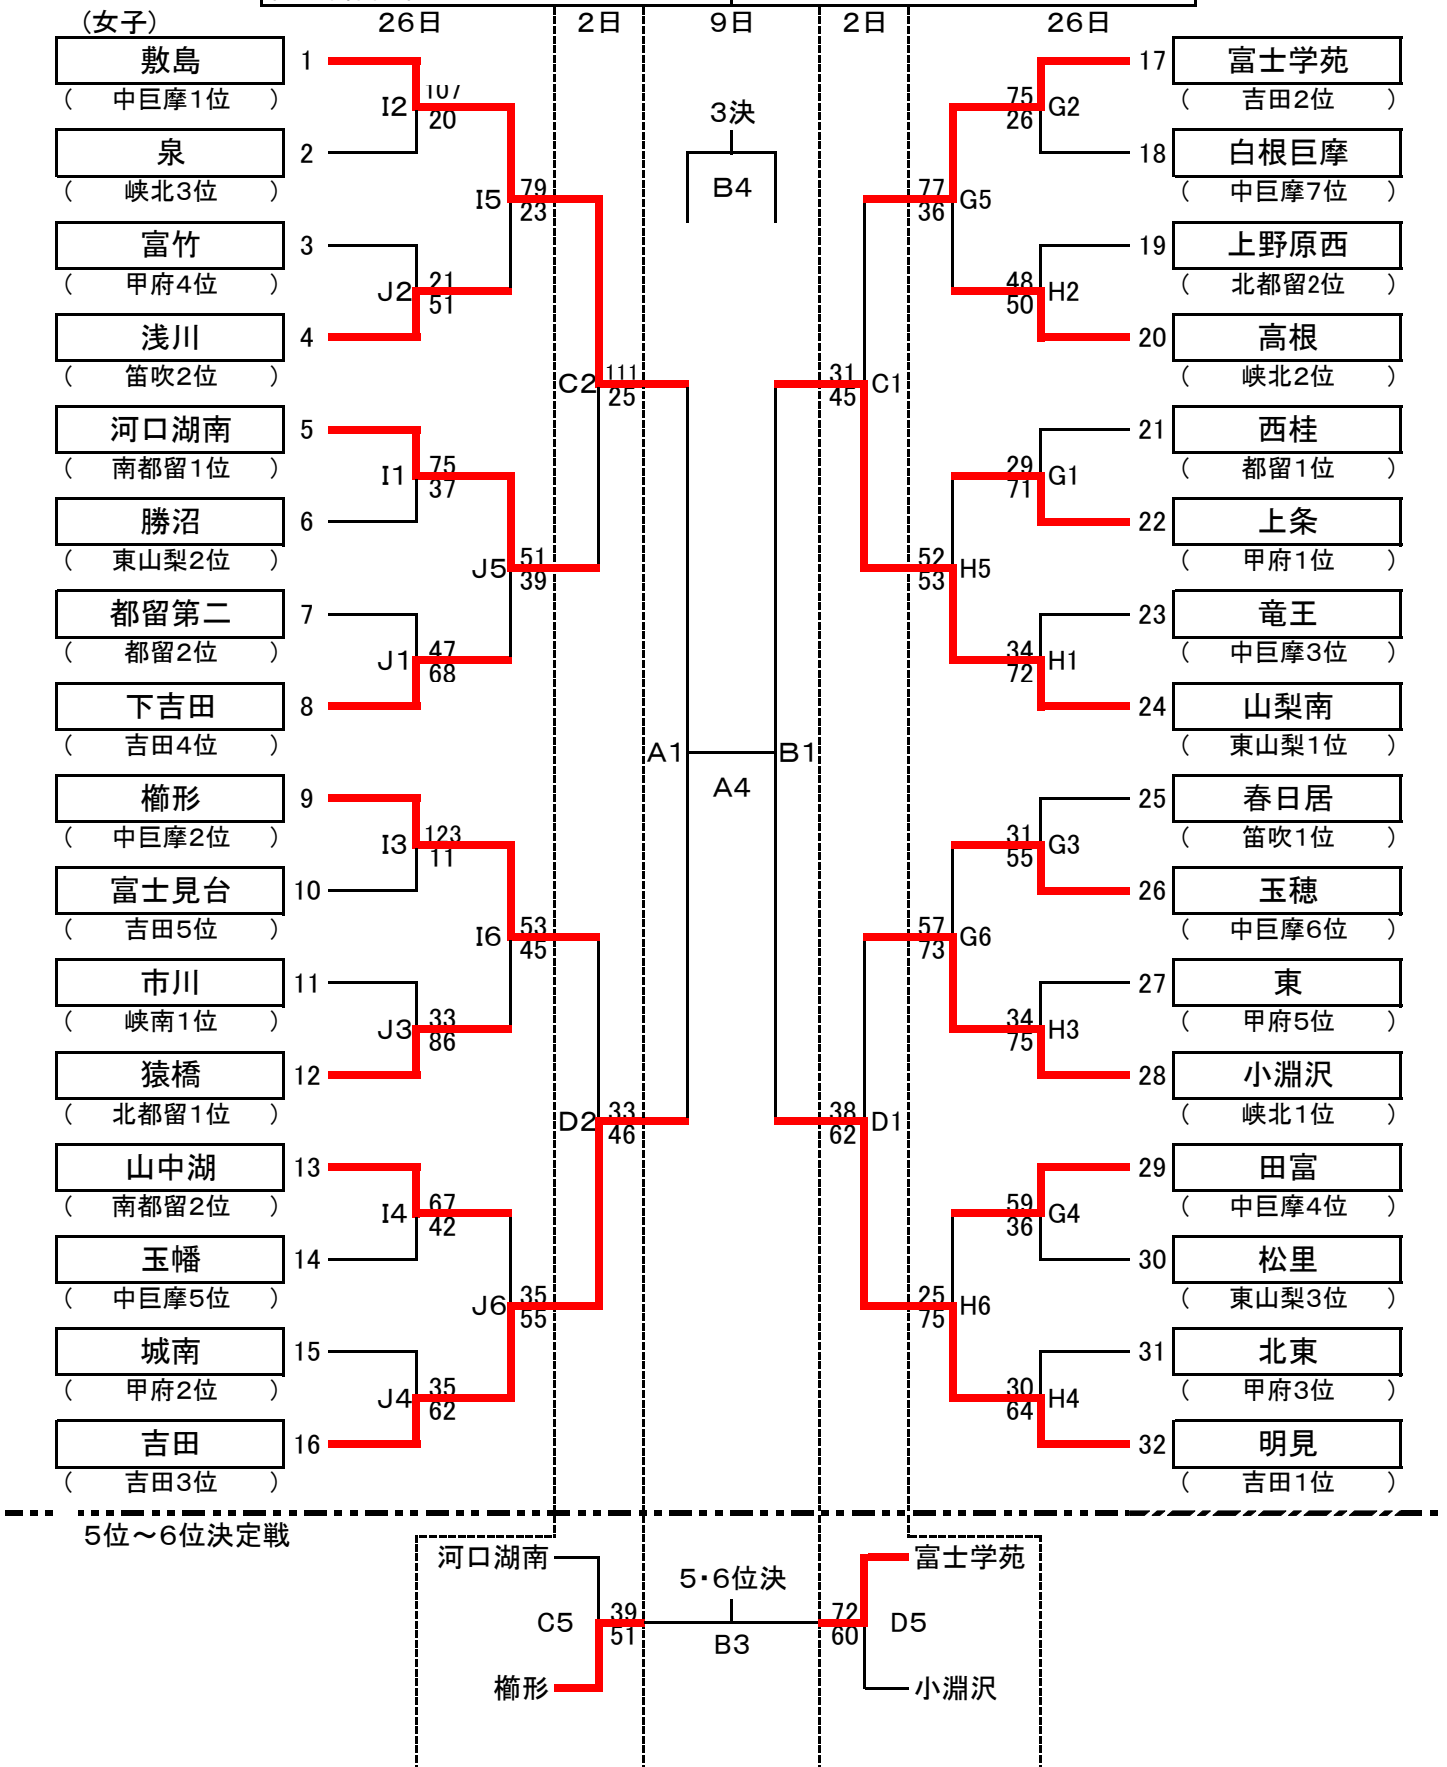 (女子) 26日 2日 9日 2日 26日
敷島 1 17 富士学苑
( 中巨摩1位 ) I2 107 20 75 26 G2 ( 吉田2位 )
3決
泉 2 18 白根巨摩
( 峡北3位 ) I5 79 23 B4 77 36 G5 ( 中巨摩7位 )
富竹 3 19 上野原西
( 甲府4位 ) J2 21 51 48 50 H2 ( 北都留2位 )
浅川 4 20 高根
( 笛吹2位 ) C2 111 25 31 45 C1 ( 峡北2位 )
河口湖南 5 21 西桂
( 南都留1位 ) I1 75 37 29 71 G1 ( 都留1位 )
勝沼 6 22 上条
( 東山梨2位 ) J5 51 39 52 53 H5 ( 甲府1位 )
都留第二 7 23 竜王
( 都留2位 ) J1 47 68 34 72 H1 ( 中巨摩3位 )
下吉田 8 24 山梨南
( 吉田4位 ) A1 B1 ( 東山梨1位 )
A4
櫛形 9 25 春日居
( 中巨摩2位 ) I3 123 11 31 55 G3 ( 笛吹1位 )
富士見台 10 26 玉穂
( 吉田5位 ) I6 53 45 57 73 G6 ( 中巨摩6位 )
市川 11 27 東
( 峡南1位 ) J3 33 86 34 75 H3 ( 甲府5位 )
猿橋 12 28 小淵沢
( 北都留1位 ) D2 33 46 38 62 D1 ( 峡北1位 )
山中湖 13 29 田富
( 南都留2位 ) I4 67 42 59 36 G4 ( 中巨摩4位 )
玉幡 14 30 松里
( 中巨摩5位 ) J6 35 55 25 75 H6 ( 東山梨3位 )
城南 15 31 北東
( 甲府2位 ) J4 35 62 30 64 H4 ( 甲府3位 )
吉田 16 32 明見
( 吉田3位 ) ( 吉田1位 )
5位～6位決定戦
河口湖南 富士学苑
5・6位決
C5 39 51 72 60 D5
B3
櫛形 小淵沢